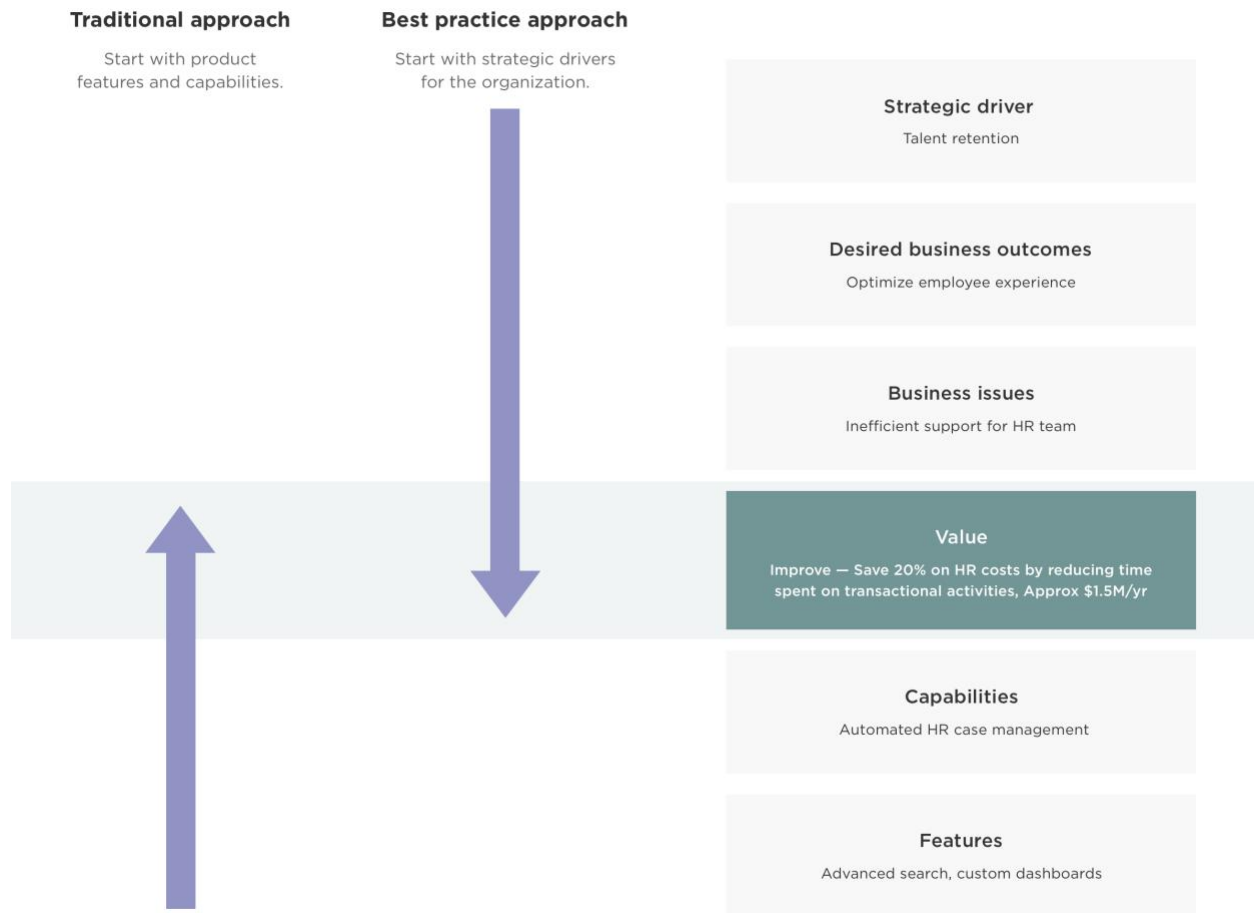 Traditional approach
Start with product
features and capabilities.
Best practice approach
Start with strategic drivers
for the organization.
Strategic driver
Talent retention
Desired business outcomes
Optimize employee experience
Business issues
Inefficient support for HR team
Value
Improve — Save 20% on HR costs by reducing time
spent on transactional activities, Approx $1.5M/yr
Capabilities
Automated HR case management
Features
Advanced search, custom dashboards